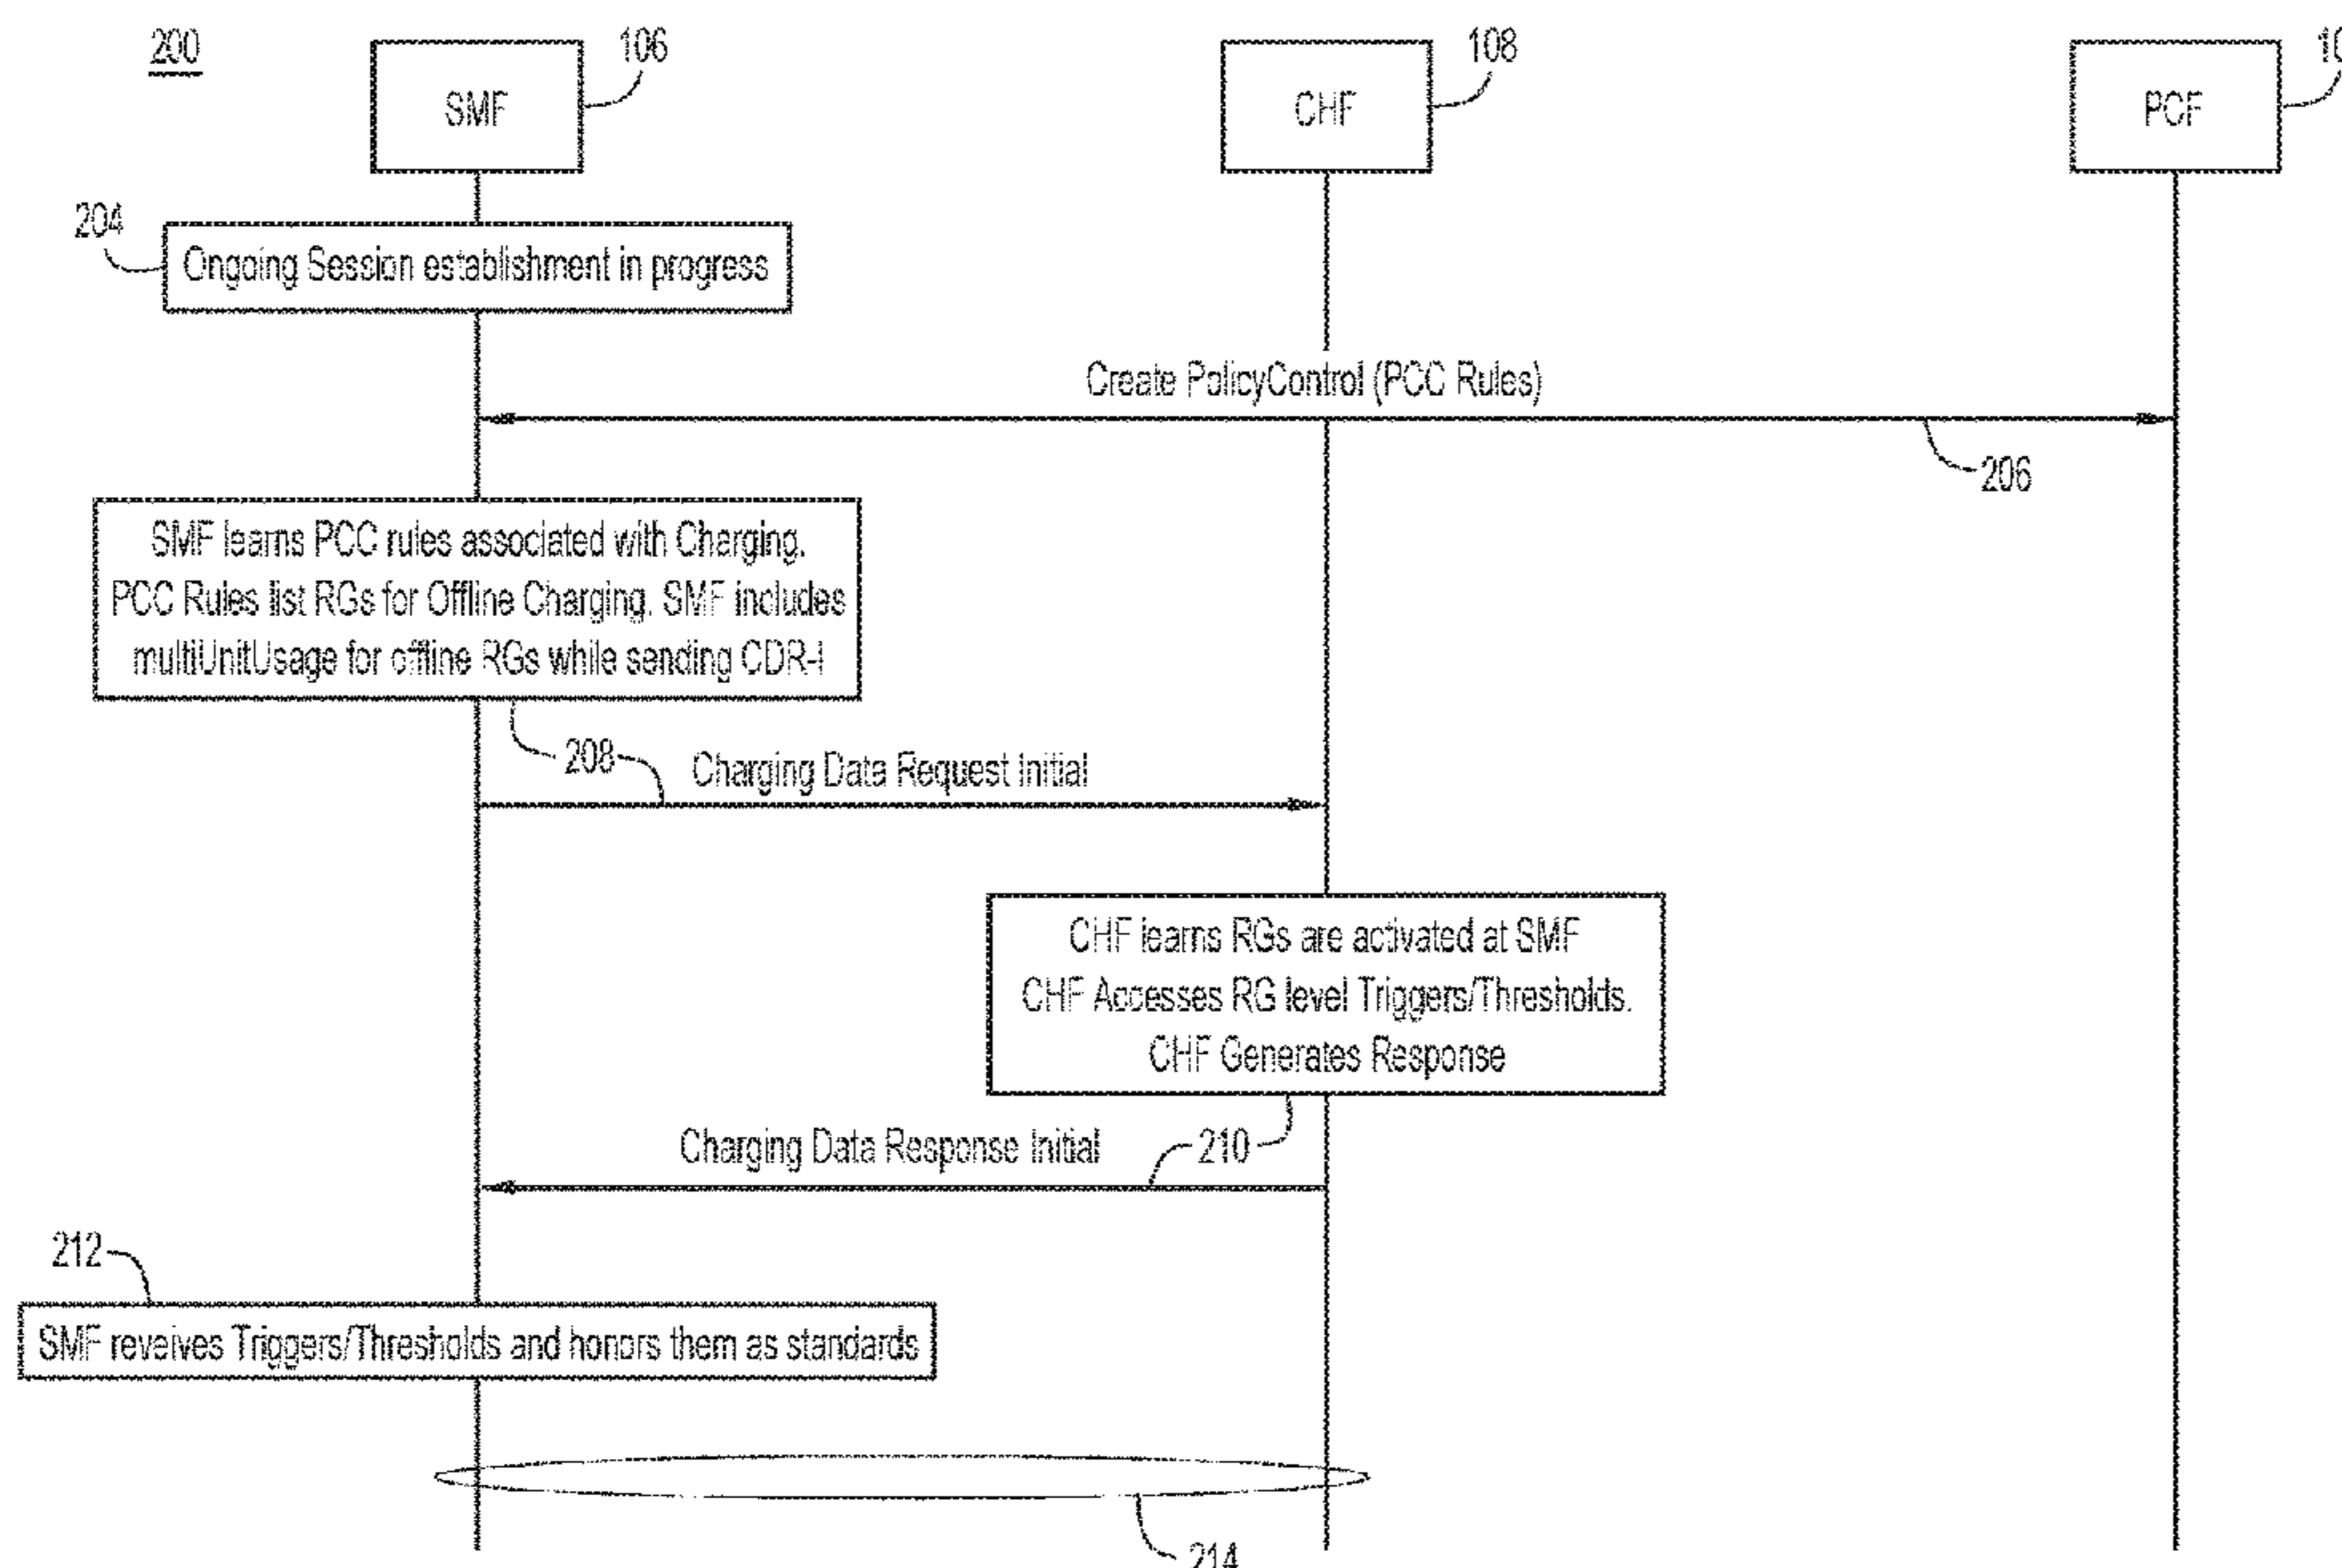 200
106
108
10
SMF
CHF
PCF
204
Ongoing Session establishment in progress
Create PolicyControl (PCC Rules)
206
SMF learns PCC rules associated with Charging.
PCC Rules list RGs for Offline Charging. SMF includes
multiUnitUsage for offline RGs while sending CDR-I
208
Charging Data Request Initial
CHF learns RGs are activated at SMF
CHF Accesses RG level Triggers/Thresholds.
CHF Generates Response
Charging Data Response Initial
210
212
SMF reveives Triggers/Thresholds and honors them as standards
214